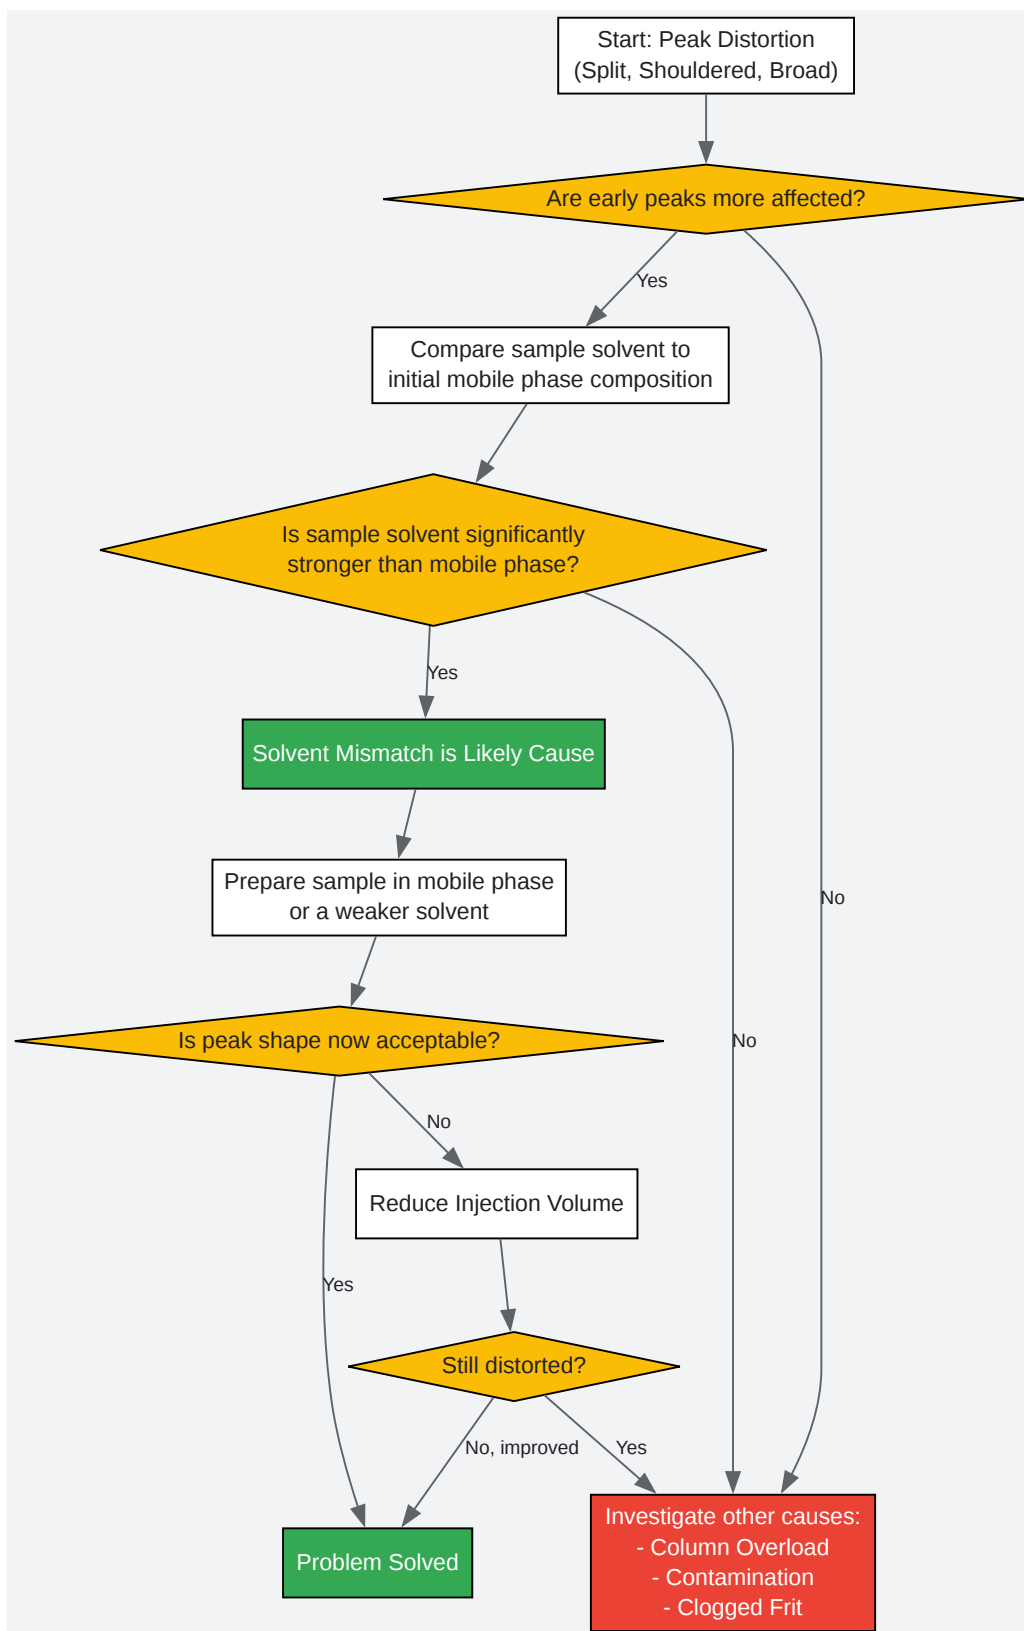 Start: Peak Distortion
(Split, Shouldered, Broad)
Are early peaks more affected?
Yes
Compare sample solvent to
initial mobile phase composition
Is sample solvent significantly
stronger than mobile phase?
Yes
Solvent Mismatch is Likely Cause
Prepare sample in mobile phase
or a weaker solvent
No
Is peak shape now acceptable?
No
No
Reduce Injection Volume
Yes
Still distorted?
No, improved
Yes
Investigate other causes:
- Column Overload
- Contamination
- Clogged Frit
Problem Solved